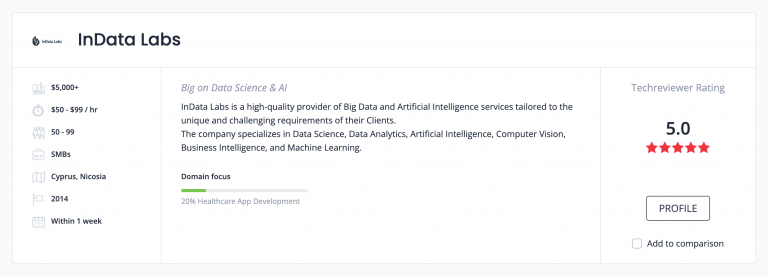 InData Labs
InData Labs
$5,000+
$50 - $99 / hr
50 - 99
SMBs
Cyprus, Nicosia
2014
Within 1 week
Big on Data Science & AI
InData Labs is a high-quality provider of Big Data and Artificial Intelligence services tailored to the
unique and challenging requirements of their Clients.
The company specializes in Data Science, Data Analytics, Artificial Intelligence, Computer Vision,
Business Intelligence, and Machine Learning.
Domain focus
20% Healthcare App Development
Techreviewer Rating
5.0
PROFILE
Add to comparison